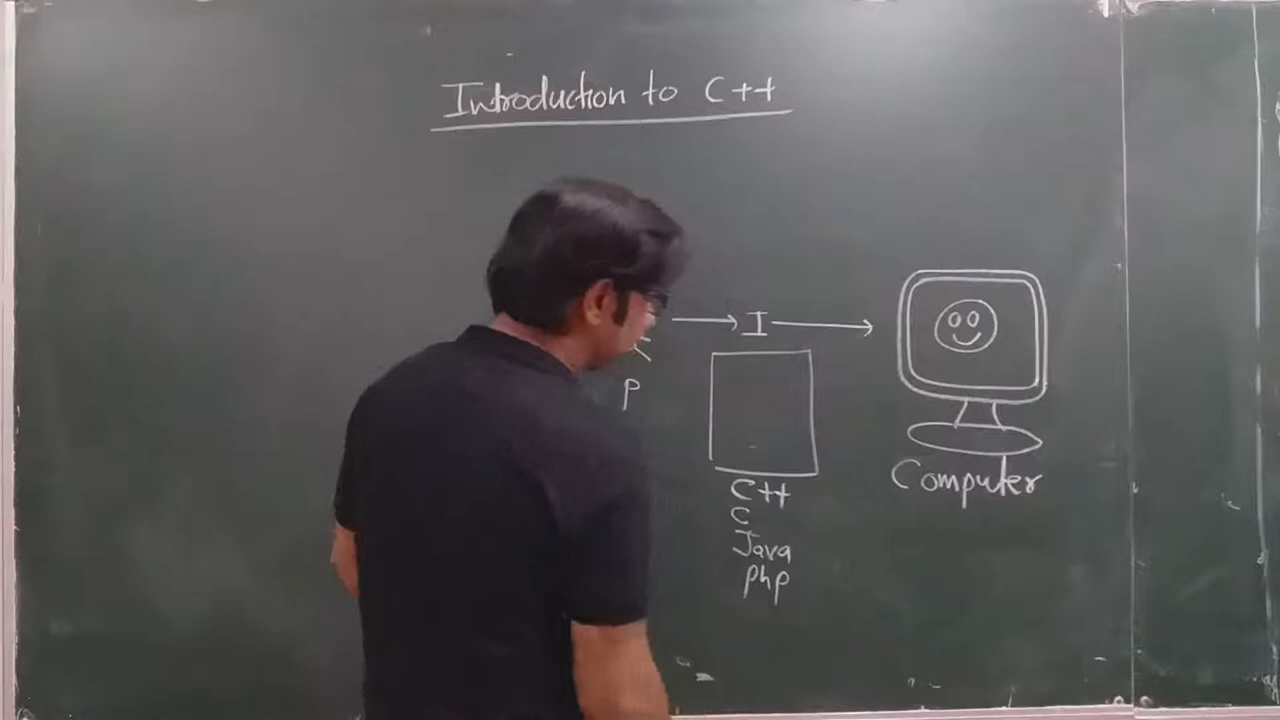 Introduction to C++
I
P
C++
C
Java
php
Computer